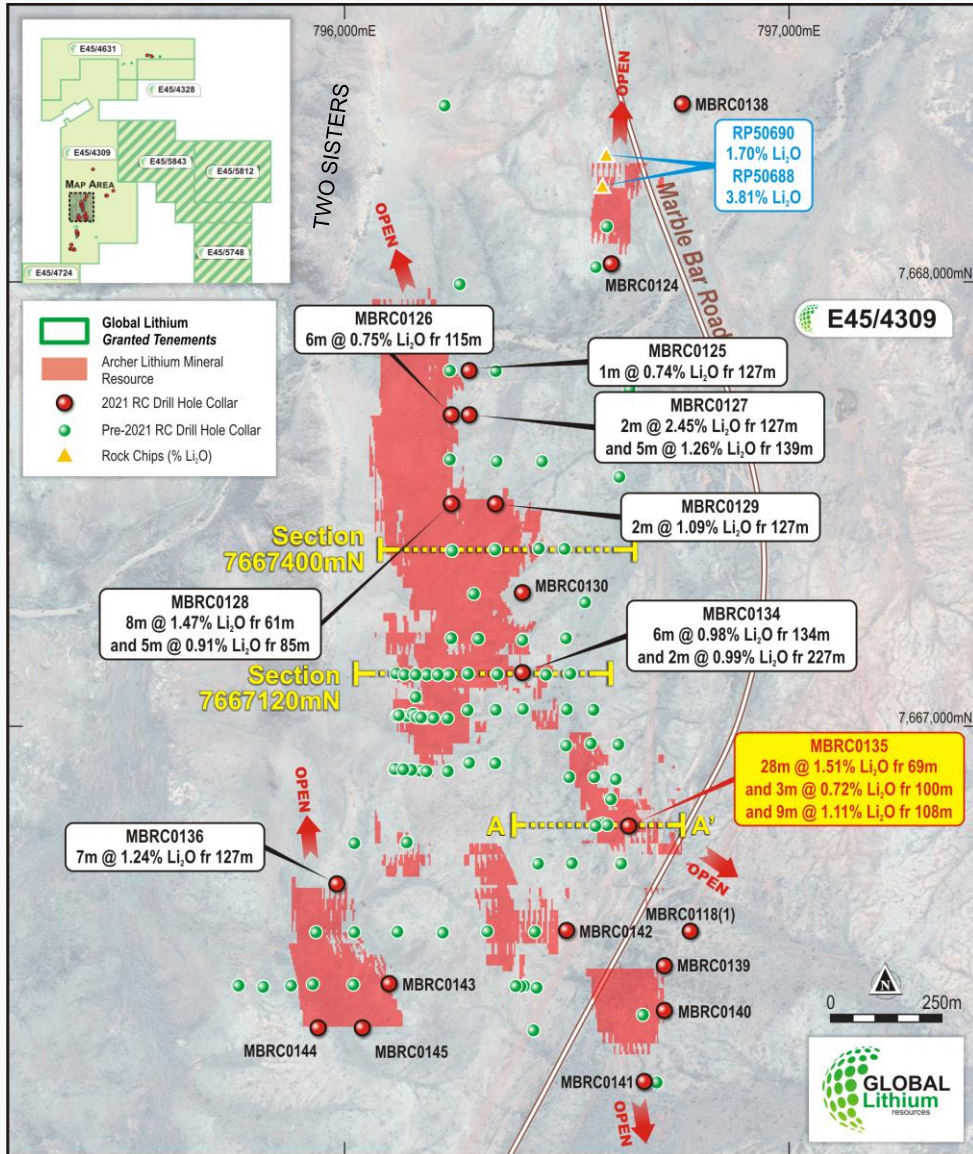 796,000mE
797,000mE
E45/4631
E45/4328
E45/4309
E45/5843
E45/5812
MAP AREA
E45/5748
E45/4724
TWO SISTERS
OPEN
MBRC0138
RP50690
1.70% Li₂O
RP50688
3.81% Li₂O
Marble Bar Road
OPEN
MBRC0124
7,668,000mN
E45/4309
Global Lithium
Granted Tenements
Archer Lithium Mineral
Resource
2021 RC Drill Hole Collar
Pre-2021 RC Drill Hole Collar
Rock Chips (% Li₂O)
MBRC0126
6m @ 0.75% Li₂O fr 115m
MBRC0125
1m @ 0.74% Li₂O fr 127m
MBRC0127
2m @ 2.45% Li₂O fr 127m
and 5m @ 1.26% Li₂O fr 139m
MBRC0129
2m @ 1.09% Li₂O fr 127m
Section
7667400mN
MBRC0130
MBRC0128
8m @ 1.47% Li₂O fr 61m
and 5m @ 0.91% Li₂O fr 85m
MBRC0134
6m @ 0.98% Li₂O fr 134m
and 2m @ 0.99% Li₂O fr 227m
Section
7667120mN
7,667,000mN
MBRC0135
28m @ 1.51% Li₂O fr 69m
and 3m @ 0.72% Li₂O fr 100m
and 9m @ 1.11% Li₂O fr 108m
OPEN
A
A'
MBRC0136
7m @ 1.24% Li₂O fr 127m
OPEN
MBRC0118(1)
MBRC0142
MBRC0139
MBRC0143
MBRC0140
N
0 250m
MBRC0144
MBRC0145
MBRC0141
OPEN
GLOBAL
Lithium
resources